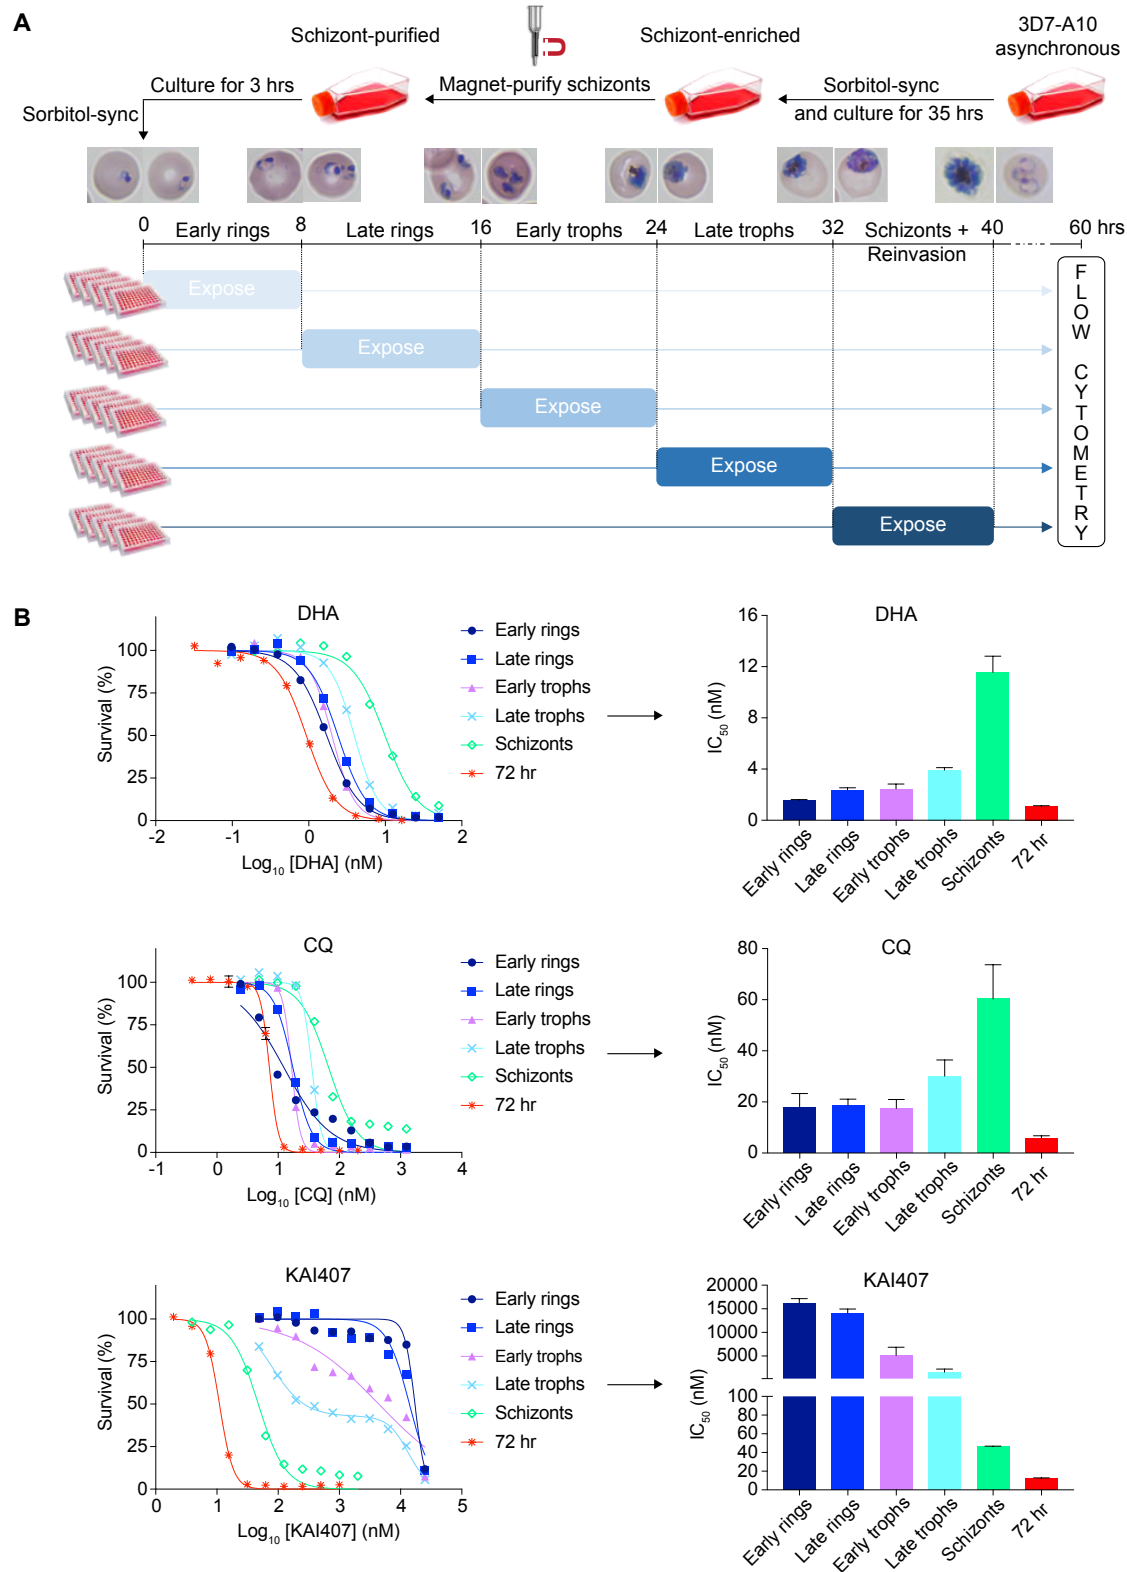 A
Schizont-purified
Schizont-enriched
3D7-A10
asynchronous
Culture for 3 hrs
Magnet-purify schizonts
Sorbitol-sync
and culture for 35 hrs
Sorbitol-sync
0
8
16
24
32
40
60 hrs
Early rings
Late rings
Early trophs
Late trophs
Schizonts +
Reinvasion
Expose
Expose
Expose
Expose
Expose
FLOW CYTOMETRY
B
DHA
Survival (%)
100
75
50
25
0
-2
-1
0
1
2
Log10 [DHA] (nM)
Early rings
Late rings
Early trophs
Late trophs
Schizonts
72 hr
DHA
IC50 (nM)
16
12
8
4
0
Early rings
Late rings
Early trophs
Late trophs
Schizonts
72 hr
CQ
Survival (%)
100
75
50
25
0
-1
0
1
2
3
4
Log10 [CQ] (nM)
Early rings
Late rings
Early trophs
Late trophs
Schizonts
72 hr
CQ
IC50 (nM)
80
60
40
20
0
Early rings
Late rings
Early trophs
Late trophs
Schizonts
72 hr
KAI407
Survival (%)
100
75
50
25
0
0
1
2
3
4
5
Log10 [KAI407] (nM)
Early rings
Late rings
Early trophs
Late trophs
Schizonts
72 hr
KAI407
IC50 (nM)
20000
15000
10000
5000
100
80
60
40
20
0
Early rings
Late rings
Early trophs
Late trophs
Schizonts
72 hr